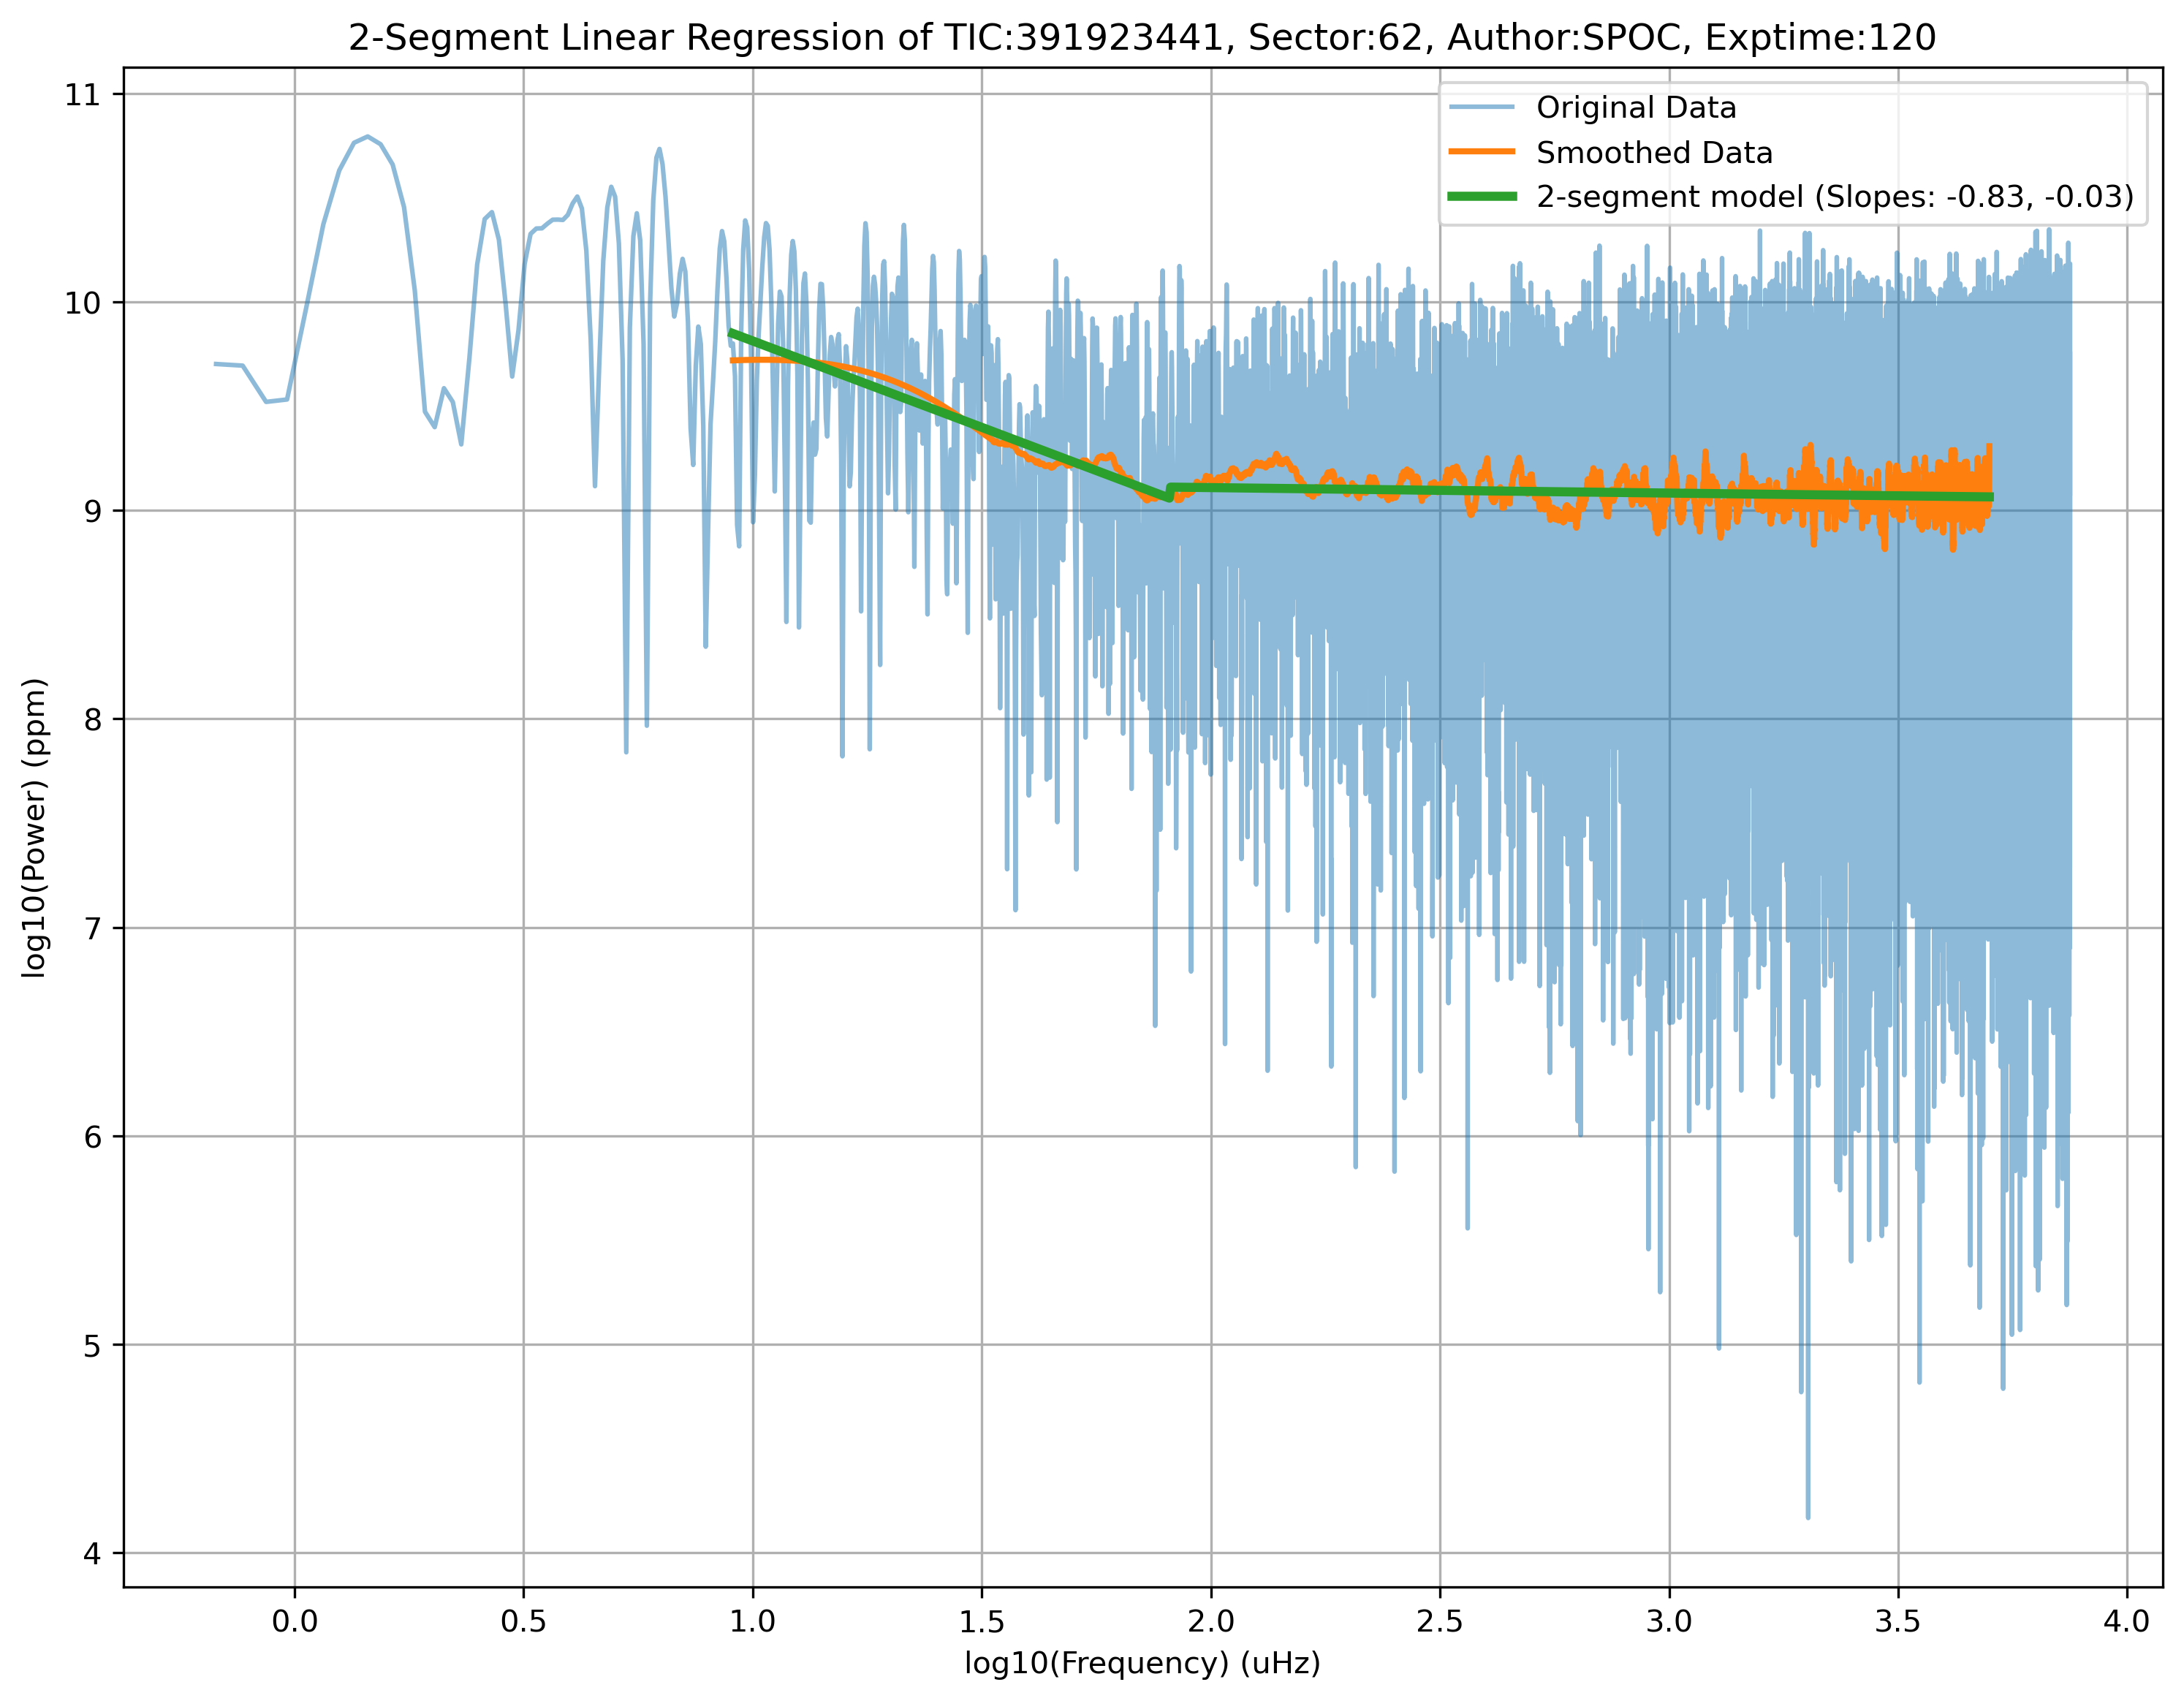 2-Segment Linear Regression of TIC:391923441, Sector:62, Author:SPOC, Exptime:120
Original Data
Smoothed Data
2-segment model (Slopes: -0.83, -0.03)
11
10
9
8
7
6
5
4
log10(Power) (ppm)
0.0 0.5 1.0 1.5 2.0 2.5 3.0 3.5 4.0
log10(Frequency) (uHz)